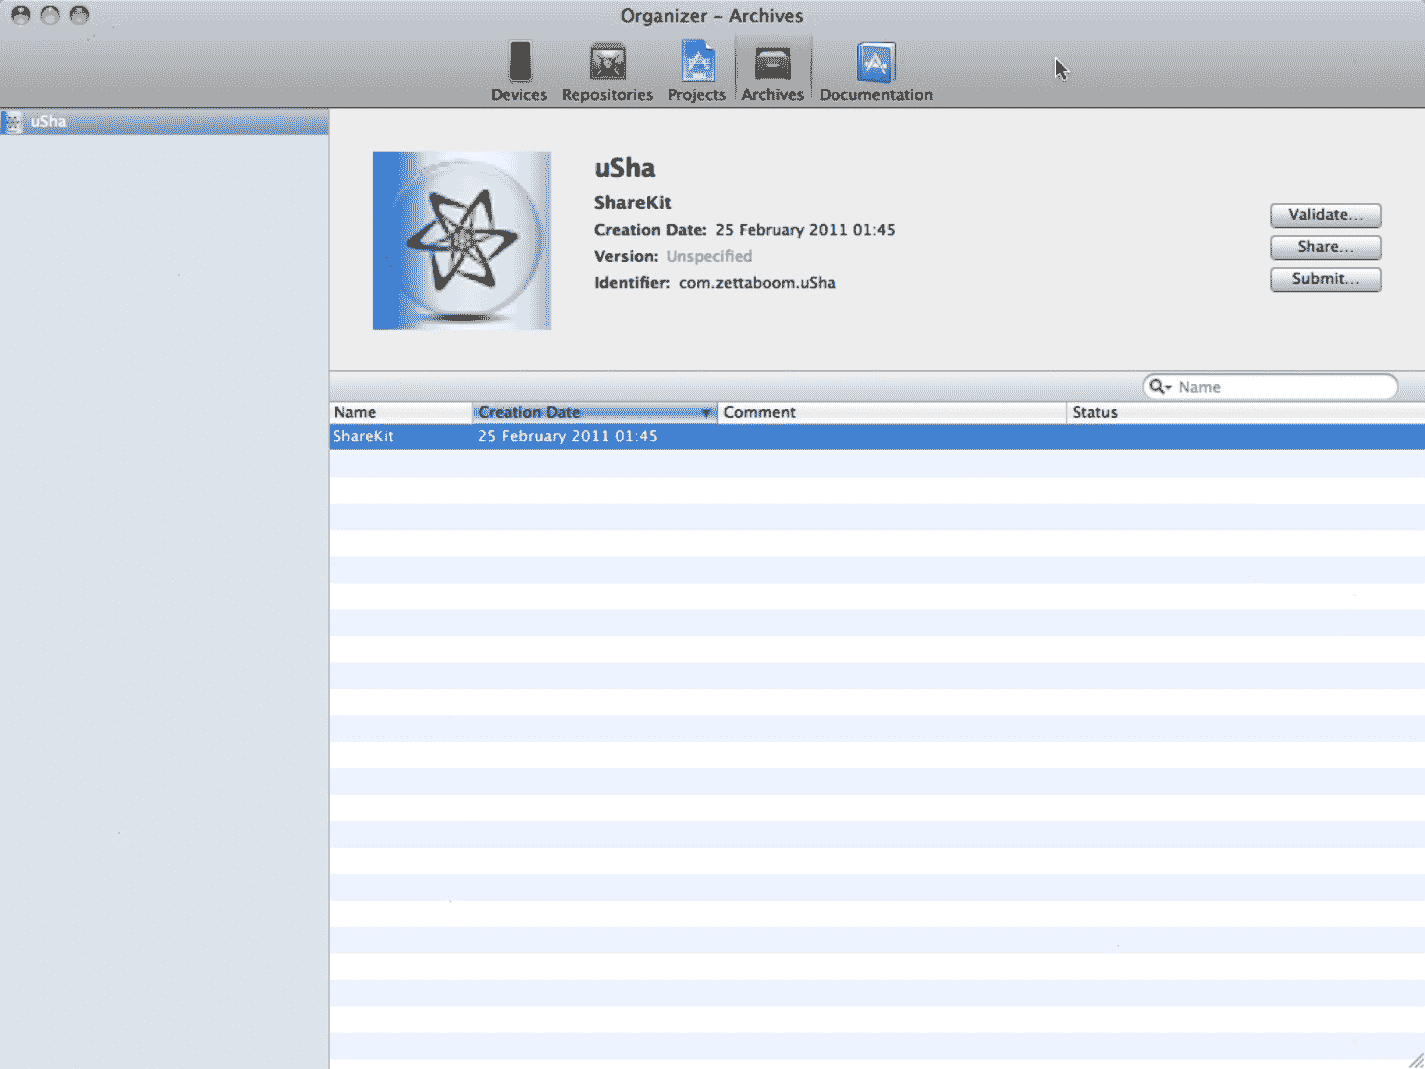 Organizer – Archives
Devices Repositories Projects Archives Documentation
uSha
uSha
ShareKit
Creation Date: 25 February 2011 01:45
Version: Unspecified
Identifier: com.zettaboom.uSha
Validate...
Share...
Submit...
Name
Name Creation Date Comment Status
ShareKit 25 February 2011 01:45